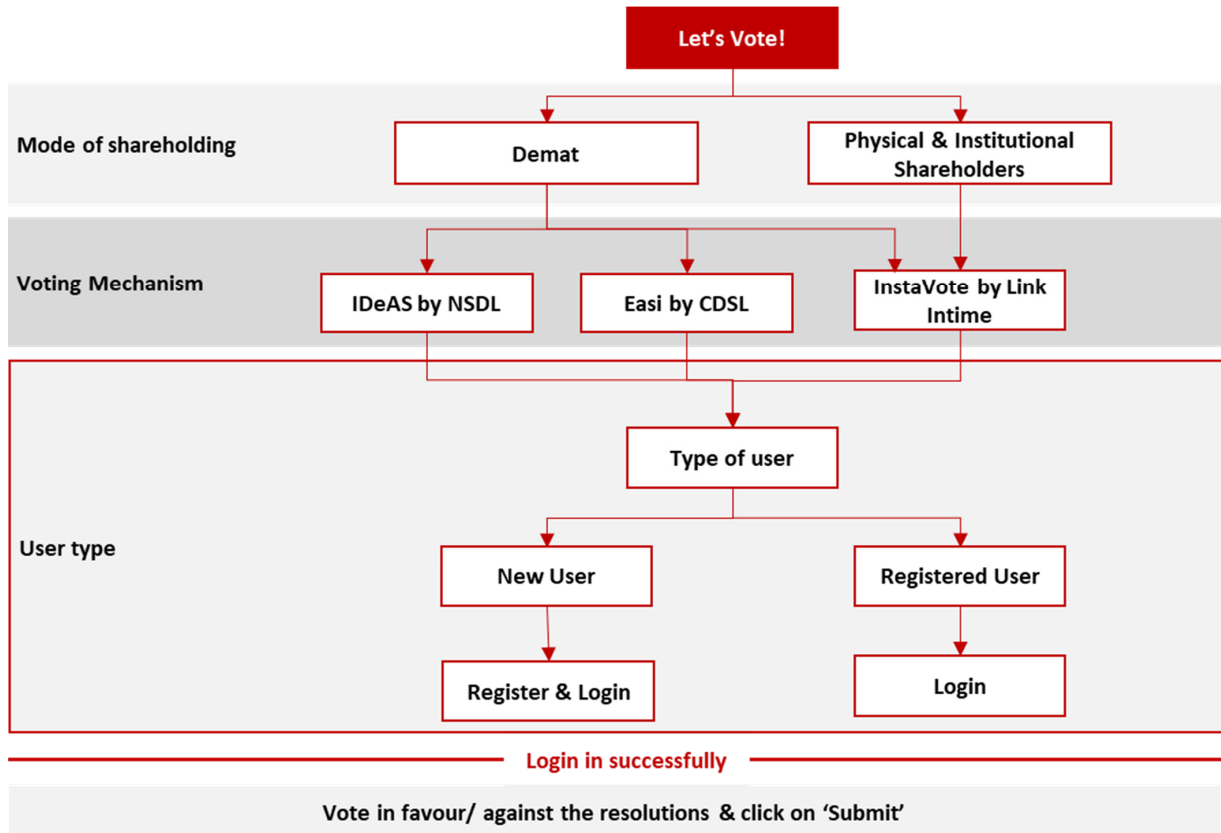 Let's Vote!
Mode of shareholding
Demat
Physical & Institutional
Shareholders
Voting Mechanism
IDeAS by NSDL
Easi by CDSL
InstaVote by Link
Intime
Type of user
User type
New User
Registered User
Register & Login
Login
Login in successfully
Vote in favour/ against the resolutions & click on ‘Submit’